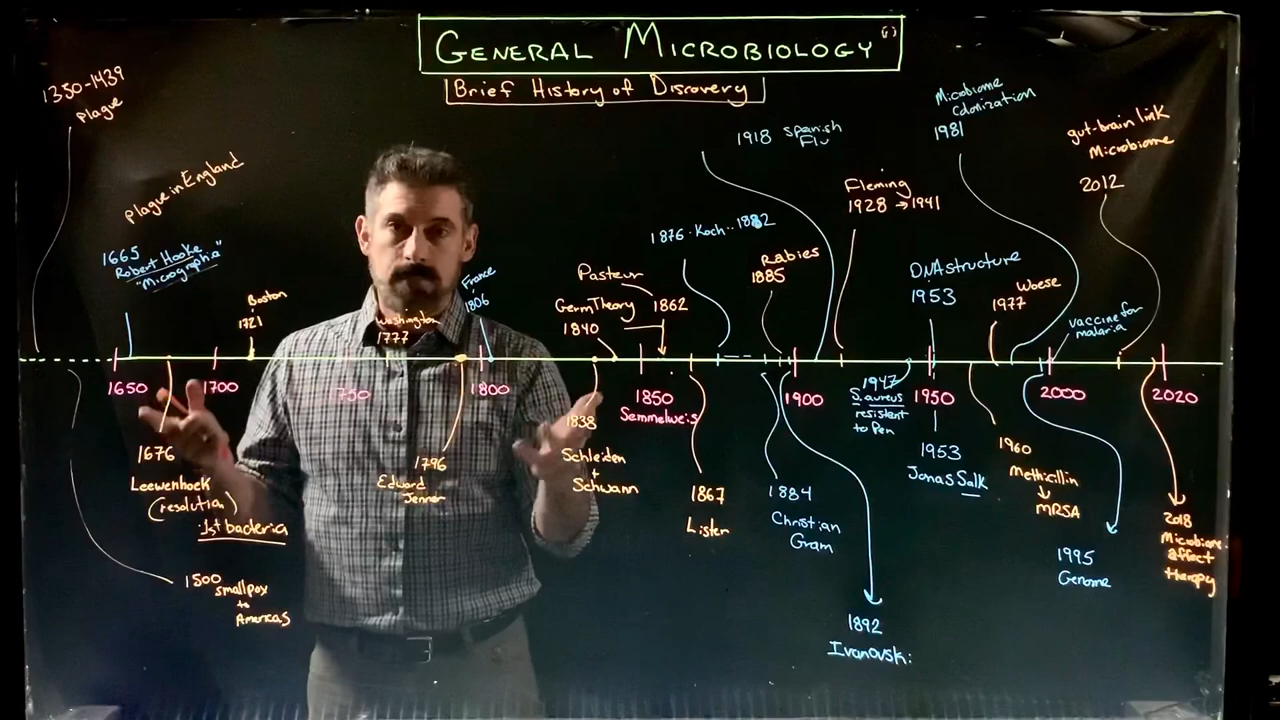 GENERAL MICROBIOLOGY (1)
Brief History of Discovery
1350-1439
plague
plague in England
1665
Robert Hooke
"Micrographia"
Boston
1721
Washington
1777
France
1806
Pasteur
Germ Theory
1840
1862
1876 · Koch · · 1882
1918 Spanish
Flu
Rabies
1885
Fleming
1928 → 1941
Micobiome
Colonization
1981
DNA structure
1953
Woese
1977
gut-brain link
Microbiome
2012
vaccine for
malaria
1650
1700
1750
1800
1850
1900
1950
2000
2020
Semmelweis
1676
Leewenhoek
(resolution)
1st bacteria
1500
smallpox
to
Americas
1796
Edward
Jenner
1838
Schleiden
+
Schwann
1867
Lister
1884
Christian
Gram
1892
Ivanovski
1947
S. aureus
resistent
to Pen
1953
Jonas Salk
1960
Methicillin
↓
MRSA
1995
Genome
2018
Microbiome
affect
therapy